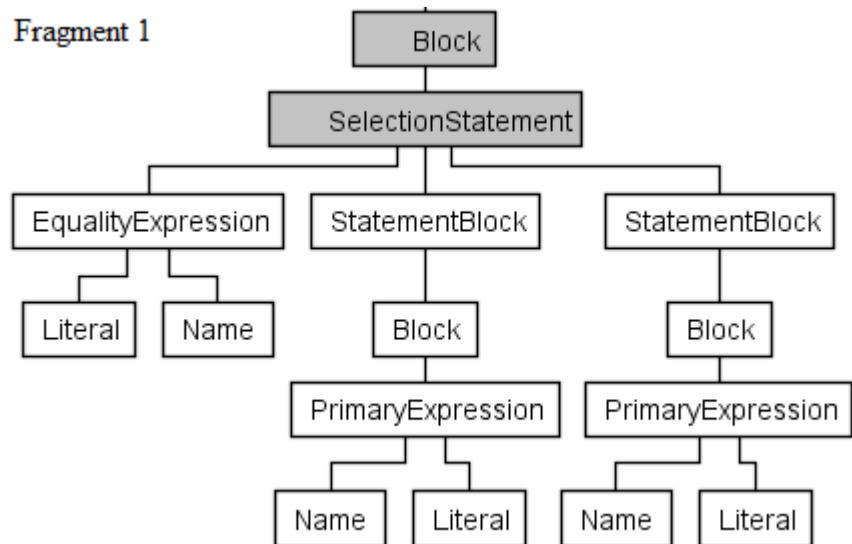 Fragment 1
Block
SelectionStatement
EqualityExpression StatementBlock StatementBlock
Literal Name Block Block
PrimaryExpression PrimaryExpression
Name Literal Name Literal